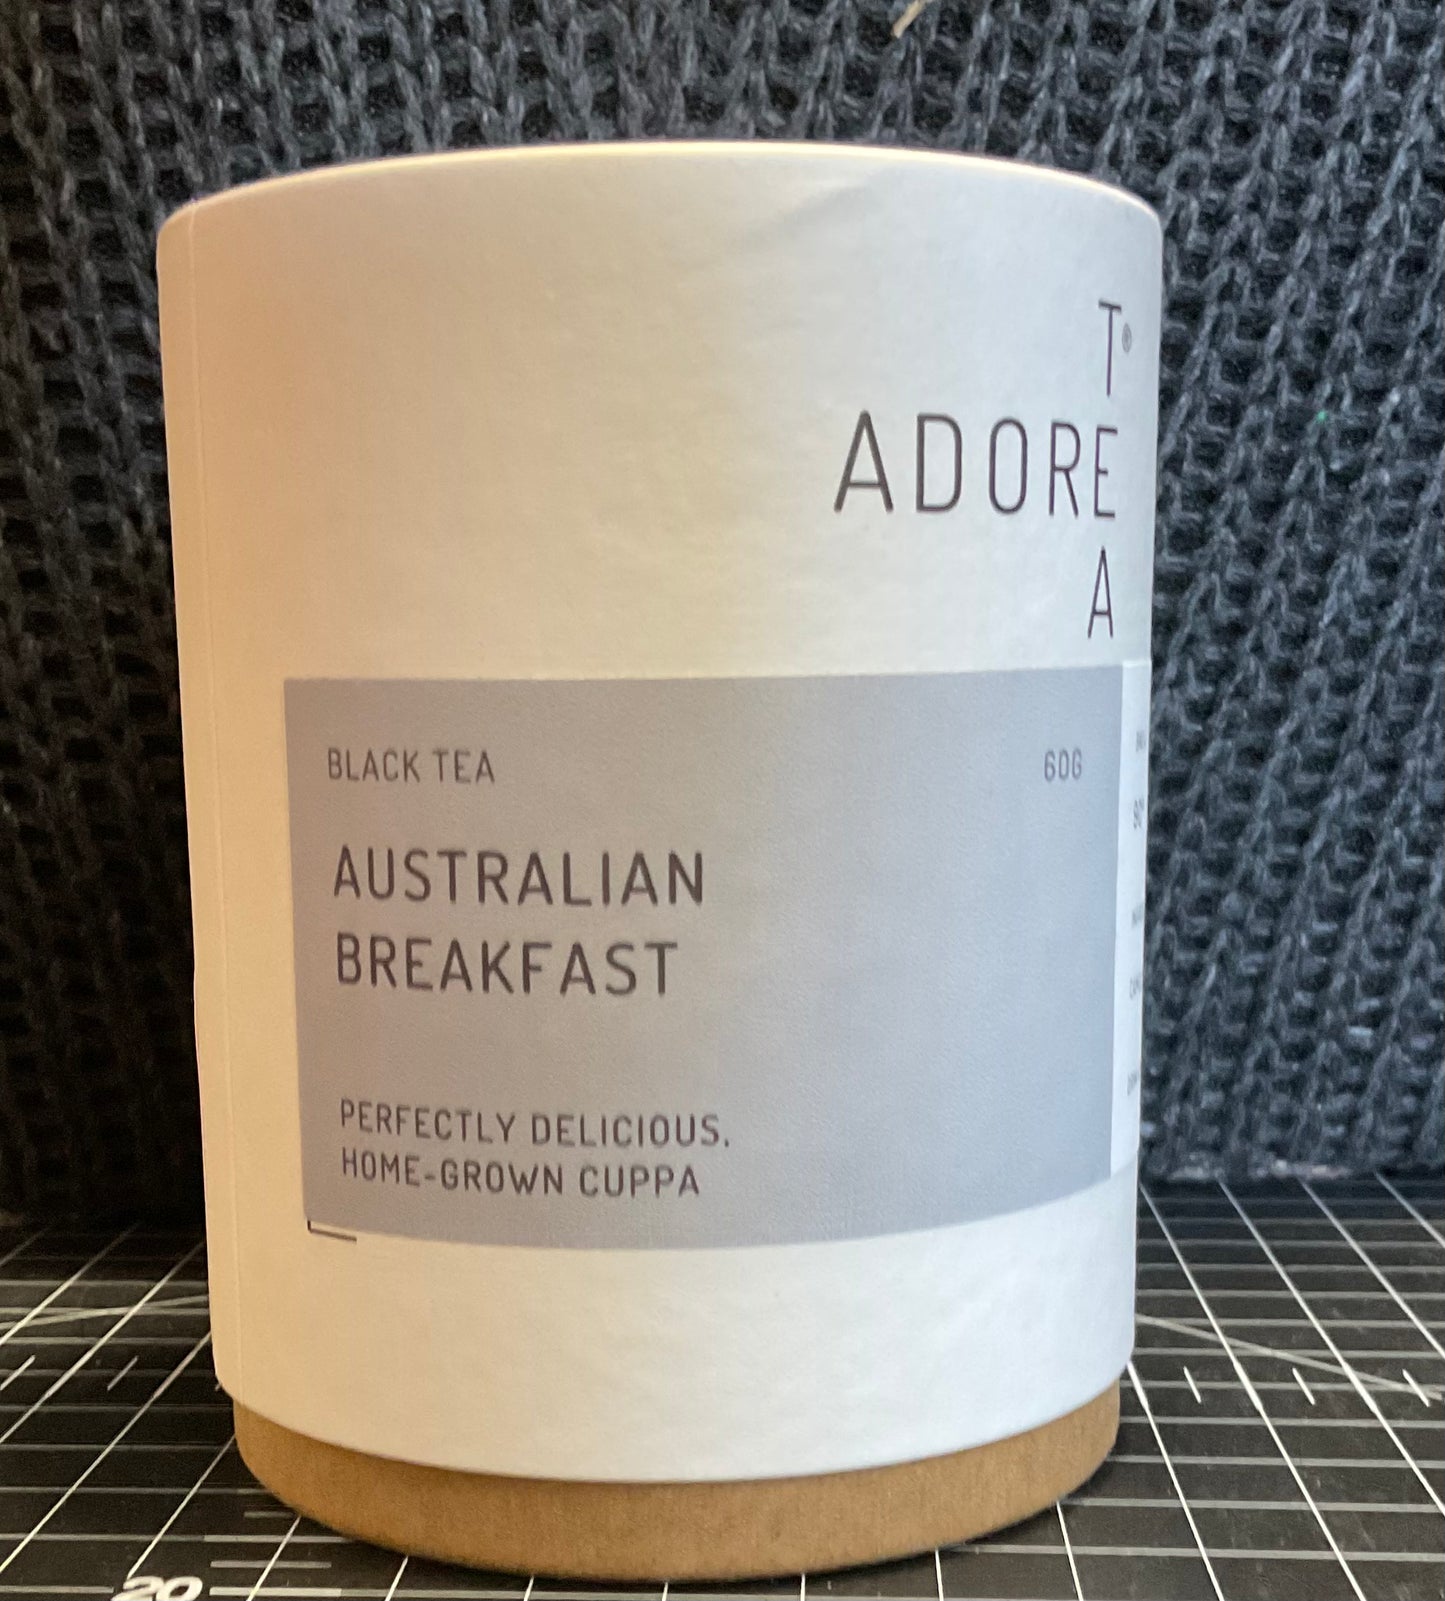 T®
ADORE
A
BLACK TEA 60G
AUSTRALIAN
BREAKFAST
PERFECTLY DELICIOUS,
HOME-GROWN CUPPA
20